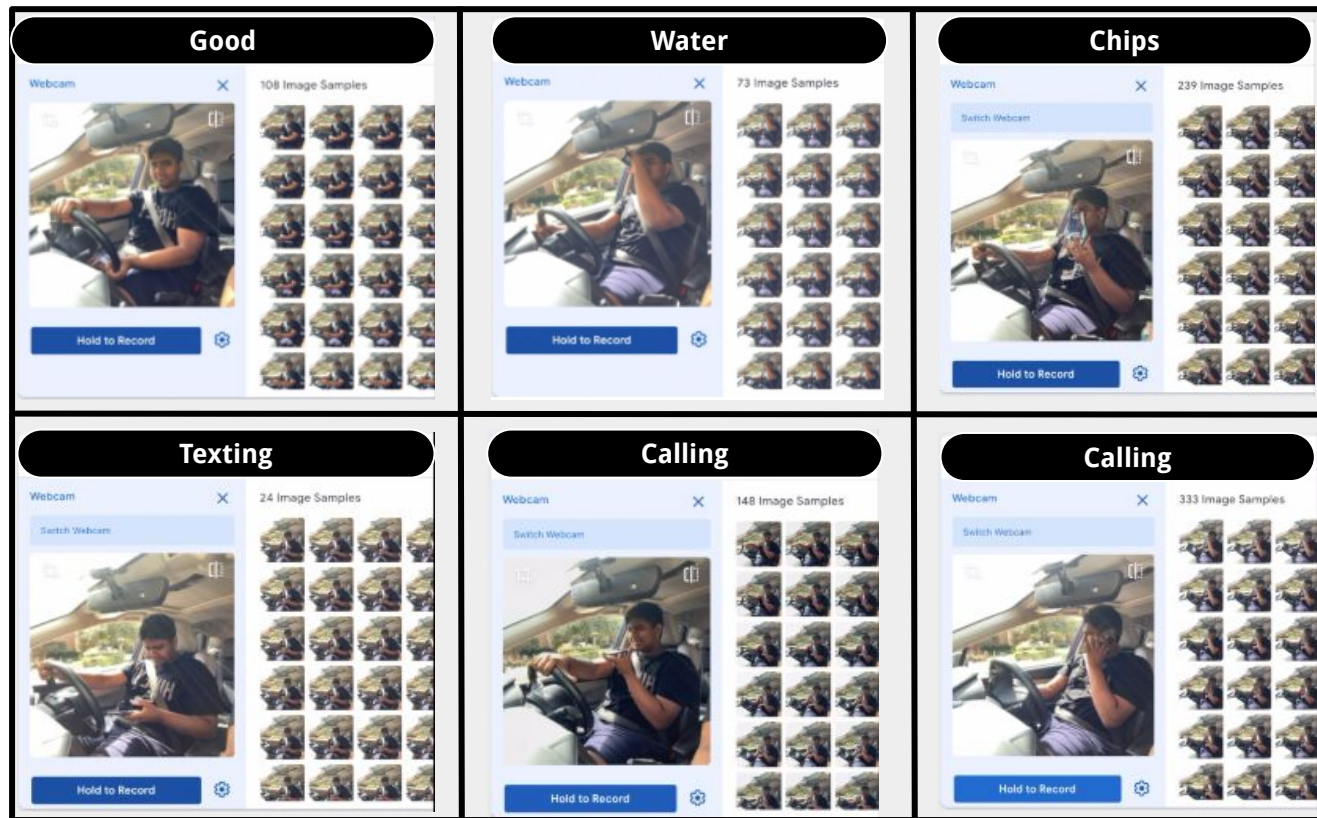 Good
Webcam
108 Image Samples
Hold to Record
Water
Webcam
73 Image Samples
Hold to Record
Chips
Webcam
239 Image Samples
Switch Webcam
Hold to Record
Texting
Webcam
24 Image Samples
Switch Webcam
Hold to Record
Calling
Webcam
148 Image Samples
Switch Webcam
Hold to Record
Calling
Webcam
333 Image Samples
Switch Webcam
Hold to Record